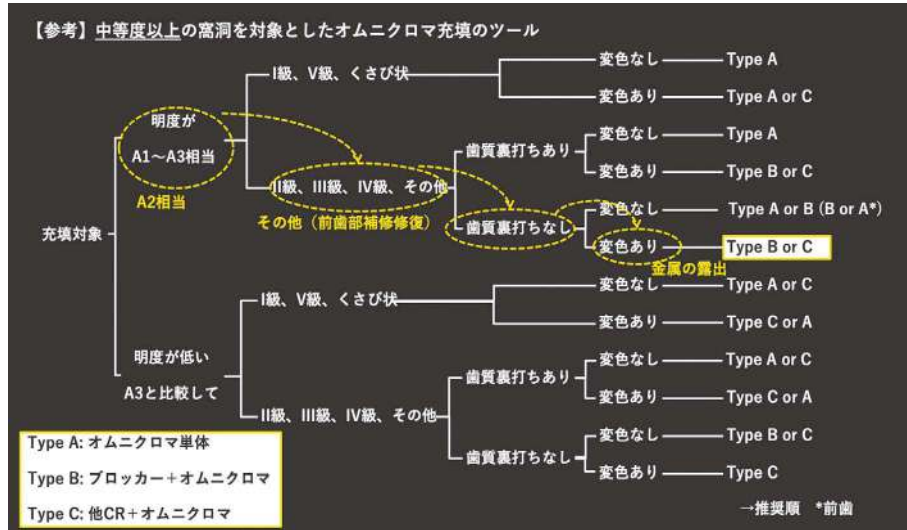 【参考】中等度以上の窩洞を対象としたオムニクロマ充填のツール
充填対象
明度が
A1〜A3相当
A2相当
I級、V級、くさび状
変色なし
Type A
変色あり
Type A or C
II級、III級、IV級、その他
その他（前歯部補修修復）
歯質裏打ちあり
変色なし
Type A
変色あり
Type B or C
歯質裏打ちなし
変色なし
Type A or B (B or A*)
変色あり
Type B or C
金属の露出
明度が低い
A3と比較して
I級、V級、くさび状
変色なし
Type A or C
変色あり
Type C or A
II級、III級、IV級、その他
歯質裏打ちあり
変色なし
Type A or C
変色あり
Type C or A
歯質裏打ちなし
変色なし
Type B or C
変色あり
Type C
Type A: オムニクロマ単体
Type B: ブロッカー＋オムニクロマ
Type C: 他CR＋オムニクロマ
→推奨順 *前歯